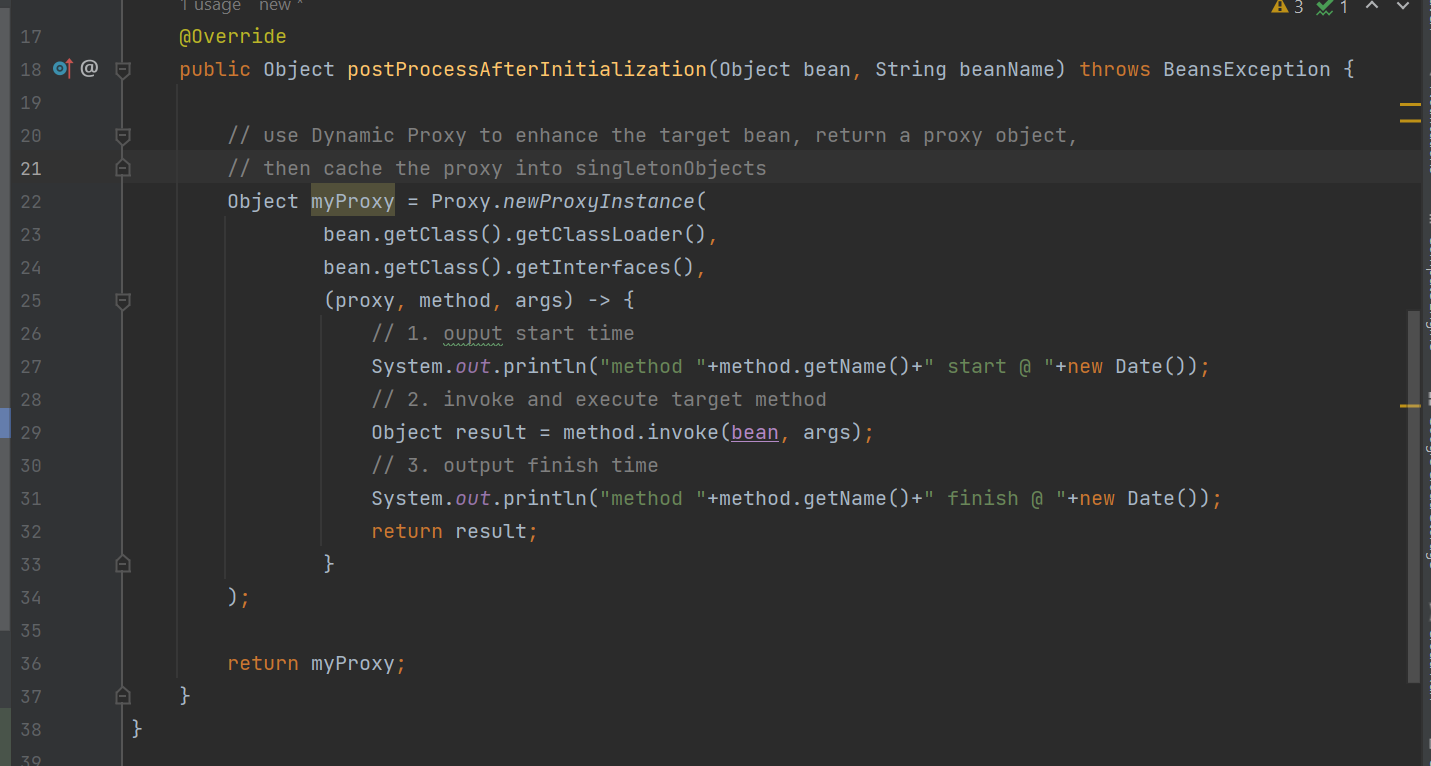 1 usage new *
3 1
17 @Override
18 @ public Object postProcessAfterInitialization(Object bean, String beanName) throws BeansException {
19
20 // use Dynamic Proxy to enhance the target bean, return a proxy object,
21 // then cache the proxy into singletonObjects
22 Object myProxy = Proxy.newProxyInstance(
23 bean.getClass().getClassLoader(),
24 bean.getClass().getInterfaces(),
25 (proxy, method, args) -> {
26 // 1. ouput start time
27 System.out.println("method "+method.getName()+" start @ "+new Date());
28 // 2. invoke and execute target method
29 Object result = method.invoke(bean, args);
30 // 3. output finish time
31 System.out.println("method "+method.getName()+" finish @ "+new Date());
32 return result;
33 }
34 );
35
36 return myProxy;
37 }
38 }
39